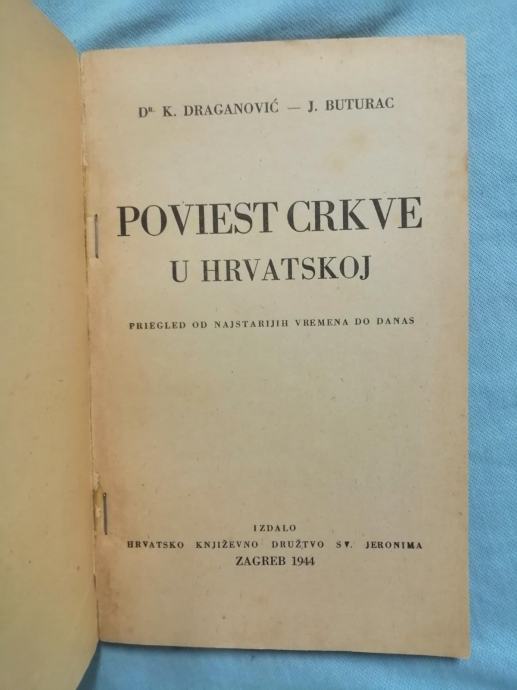 Dr. K. DRAGANOVIĆ — J. BUTURAC
POVIEST CRKVE
U HRVATSKOJ
PRIEGLED OD NAJSTARIJIH VREMENA DO DANAS
IZDALO
HRVATSKO KNJIŽEVNO DRUŽTVO SV. JERONIMA
ZAGREB 1944